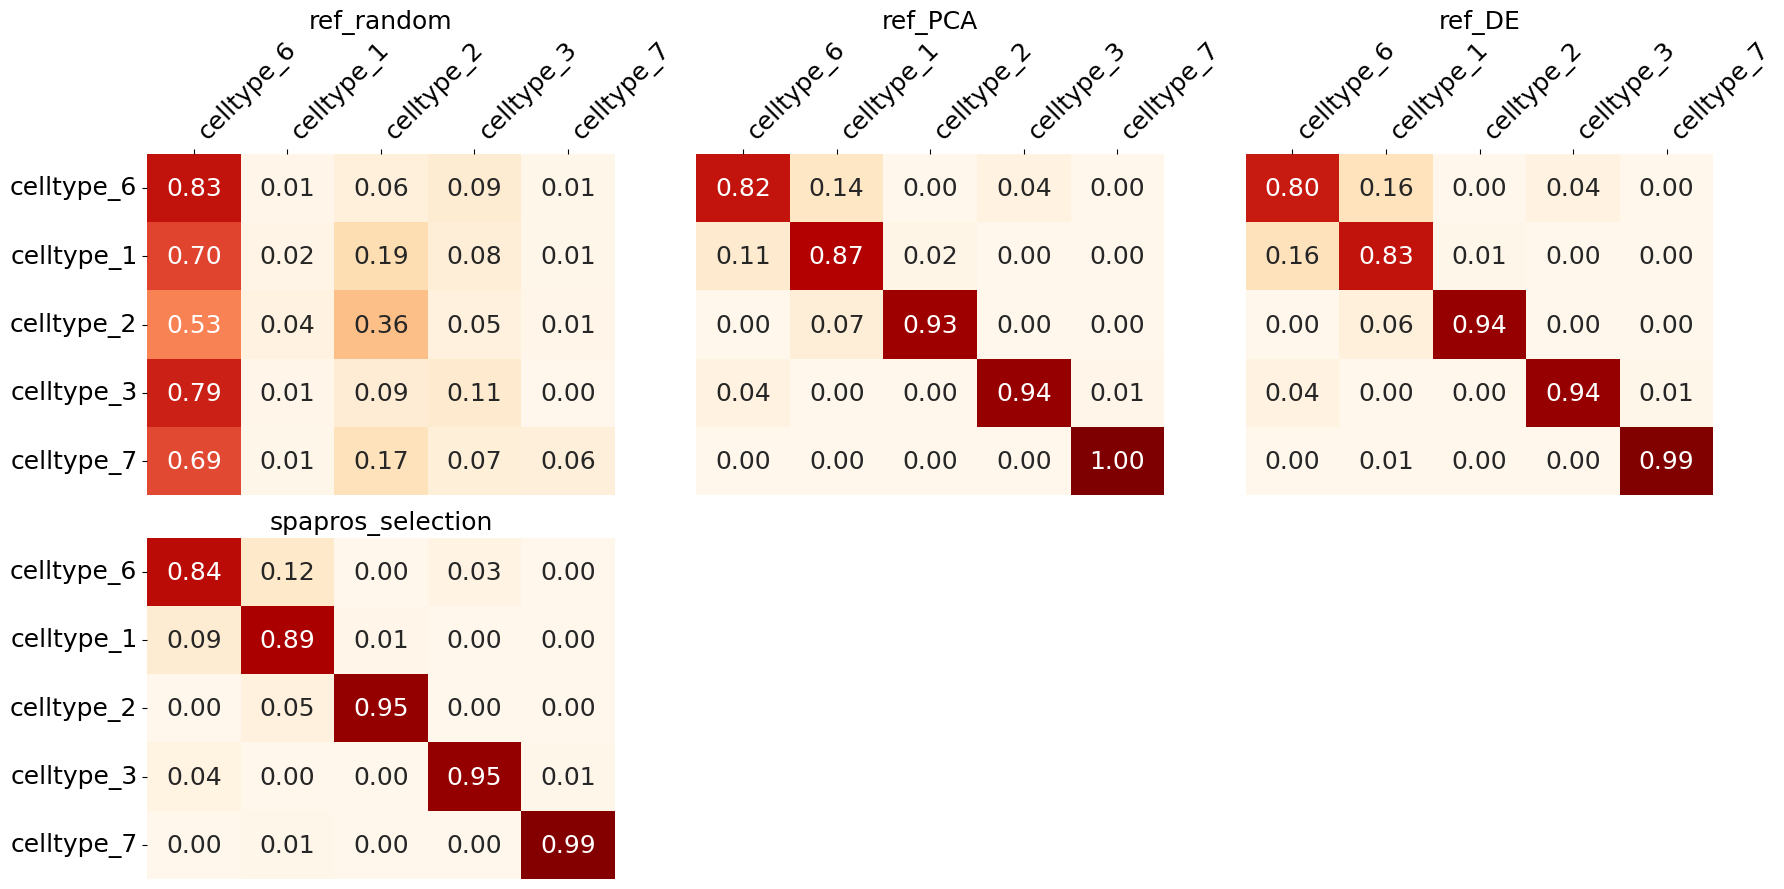 ref_random
ref_PCA
ref_DE
celltype_6 celltype_1 celltype_2 celltype_3 celltype_7
celltype_6 celltype_1 celltype_2 celltype_3 celltype_7
celltype_6 celltype_1 celltype_2 celltype_3 celltype_7
celltype_6 0.83 0.01 0.06 0.09 0.01
celltype_1 0.70 0.02 0.19 0.08 0.01
celltype_2 0.53 0.04 0.36 0.05 0.01
celltype_3 0.79 0.01 0.09 0.11 0.00
celltype_7 0.69 0.01 0.17 0.07 0.06
0.82 0.14 0.00 0.04 0.00
0.11 0.87 0.02 0.00 0.00
0.00 0.07 0.93 0.00 0.00
0.04 0.00 0.00 0.94 0.01
0.00 0.00 0.00 0.00 1.00
0.80 0.16 0.00 0.04 0.00
0.16 0.83 0.01 0.00 0.00
0.00 0.06 0.94 0.00 0.00
0.04 0.00 0.00 0.94 0.01
0.00 0.01 0.00 0.00 0.99
spapros_selection
celltype_6 0.84 0.12 0.00 0.03 0.00
celltype_1 0.09 0.89 0.01 0.00 0.00
celltype_2 0.00 0.05 0.95 0.00 0.00
celltype_3 0.04 0.00 0.00 0.95 0.01
celltype_7 0.00 0.01 0.00 0.00 0.99